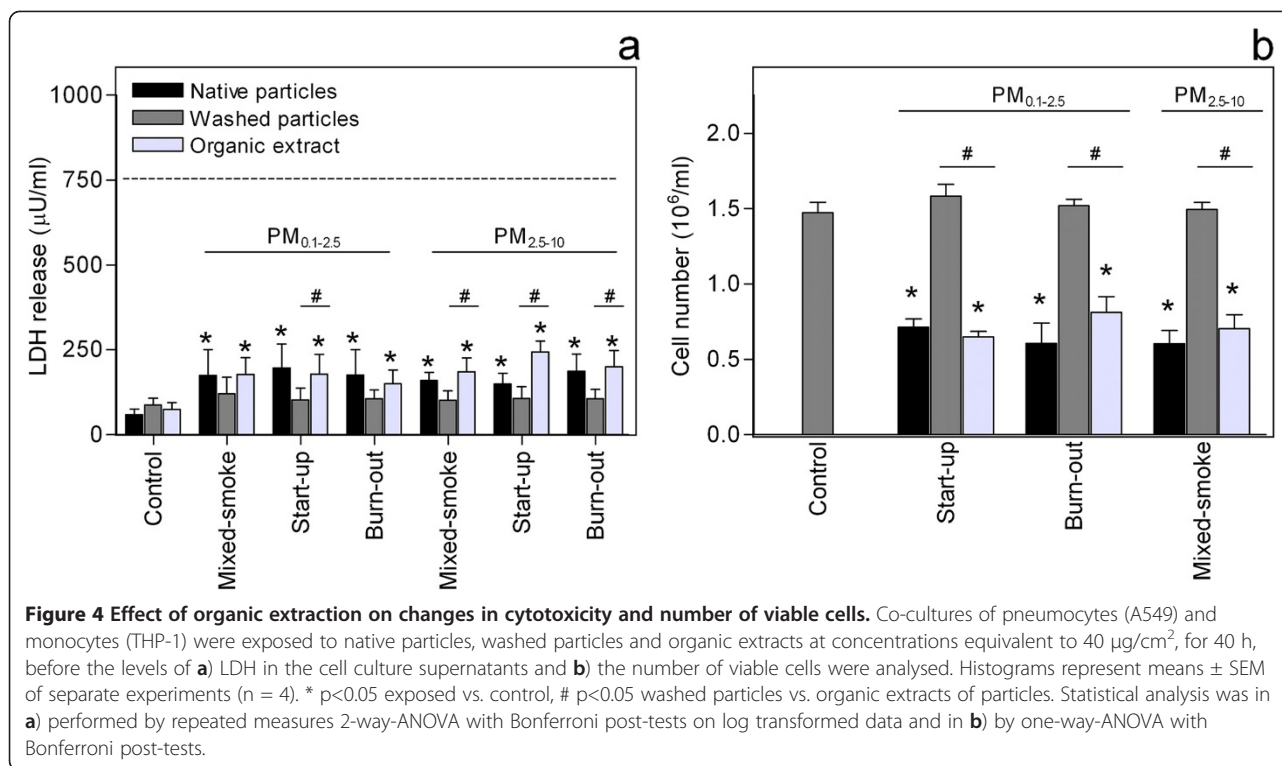 a
LDH release (µU/ml)
1000
750
500
250
0
Native particles
Washed particles
Organic extract
PM0.1-2.5
PM2.5-10
# # # #
* * * * * * * * * * * *
Control
Mixed-smoke
Start-up
Burn-out
Mixed-smoke
Start-up
Burn-out
b
Cell number (10⁶/ml)
2.0
1.5
1.0
0.5
0.0
PM0.1-2.5
PM2.5-10
# # #
* * * * * *
Control
Start-up
Burn-out
Mixed-smoke
Figure 4 Effect of organic extraction on changes in cytotoxicity and number of viable cells. Co-cultures of pneumocytes (A549) and
monocytes (THP-1) were exposed to native particles, washed particles and organic extracts at concentrations equivalent to 40 µg/cm², for 40 h,
before the levels of a) LDH in the cell culture supernatants and b) the number of viable cells were analysed. Histograms represent means ± SEM
of separate experiments (n = 4). * p<0.05 exposed vs. control, # p<0.05 washed particles vs. organic extracts of particles. Statistical analysis was in
a) performed by repeated measures 2-way-ANOVA with Bonferroni post-tests on log transformed data and in b) by one-way-ANOVA with
Bonferroni post-tests.